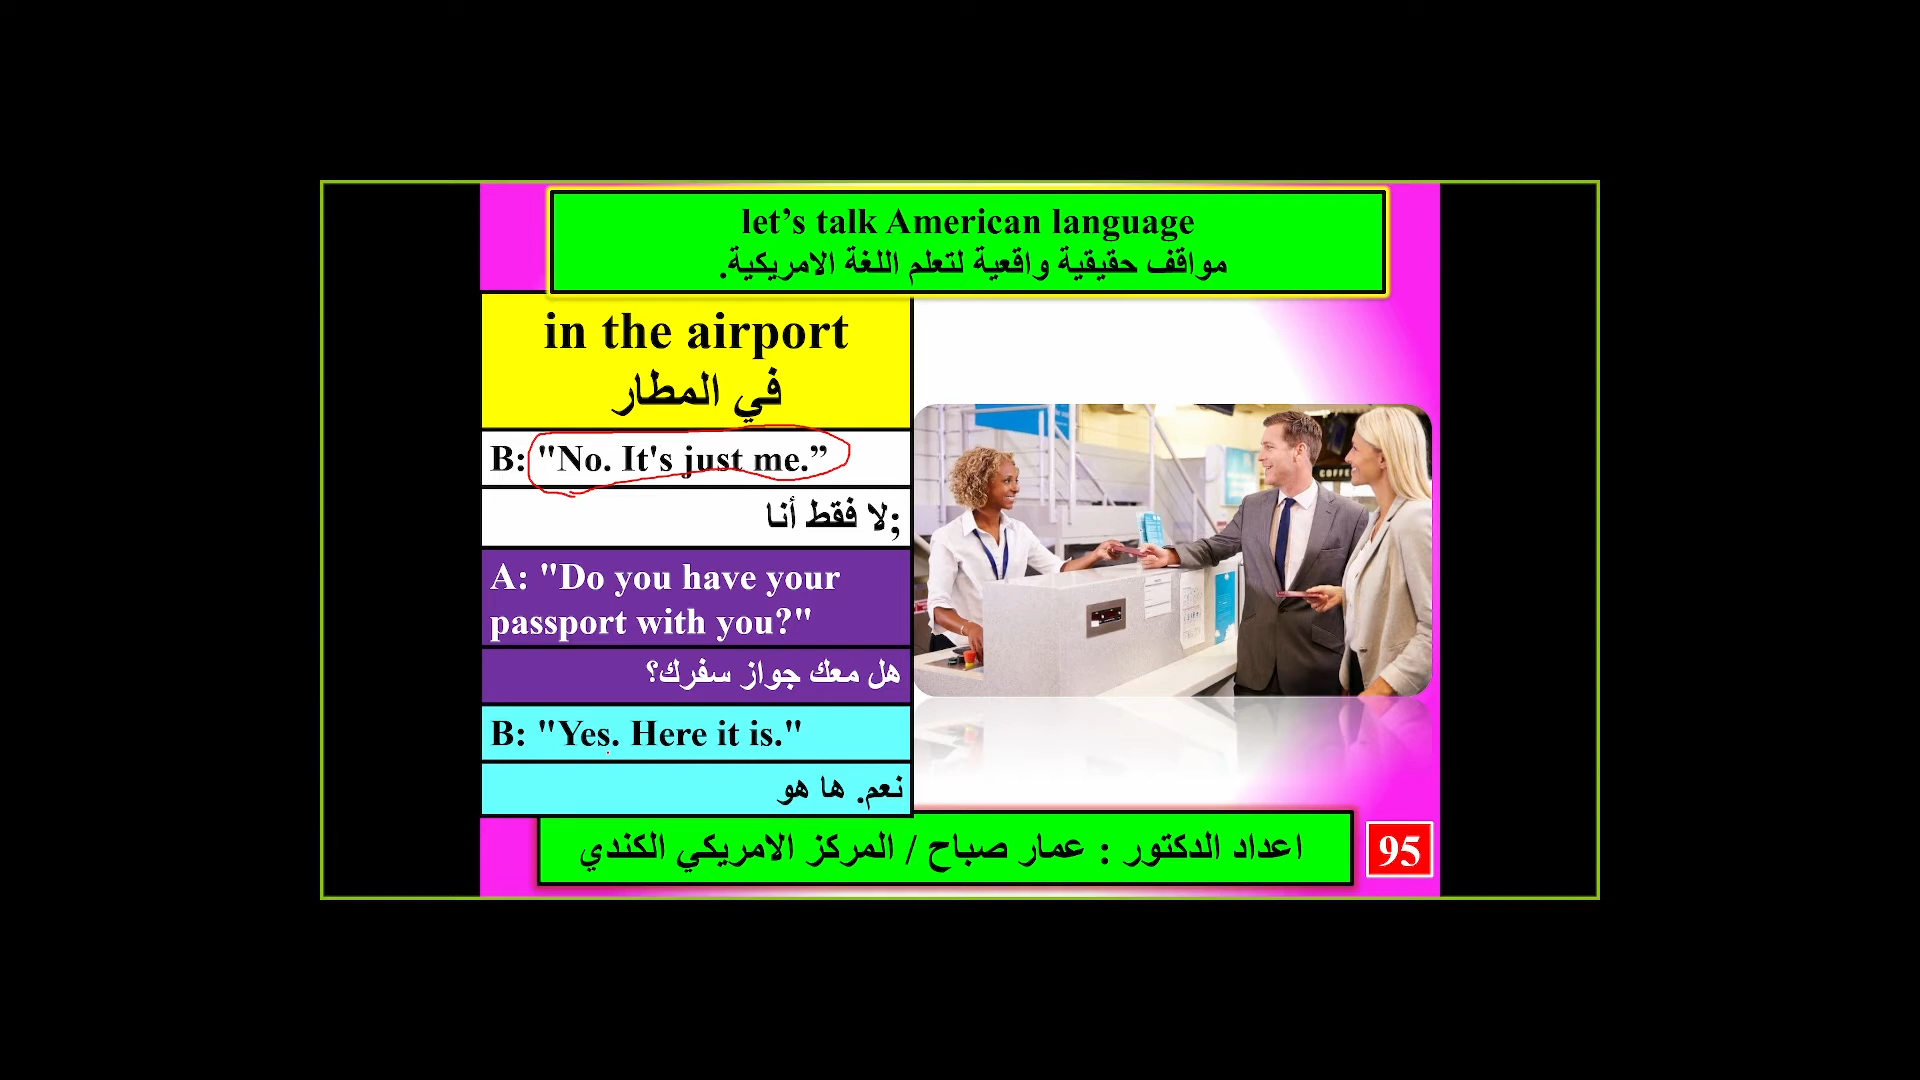 let’s talk American language
مواقف حقيقية واقعية لتعلم اللغة الامريكية.
in the airport
في المطار
B: "No. It's just me.”
;لا فقط أنا
A: "Do you have your
passport with you?"
هل معك جواز سفرك؟
B: "Yes. Here it is."
نعم. ها هو
COFFE
اعداد الدكتور : عمار صباح / المركز الامريكي الكندي
95